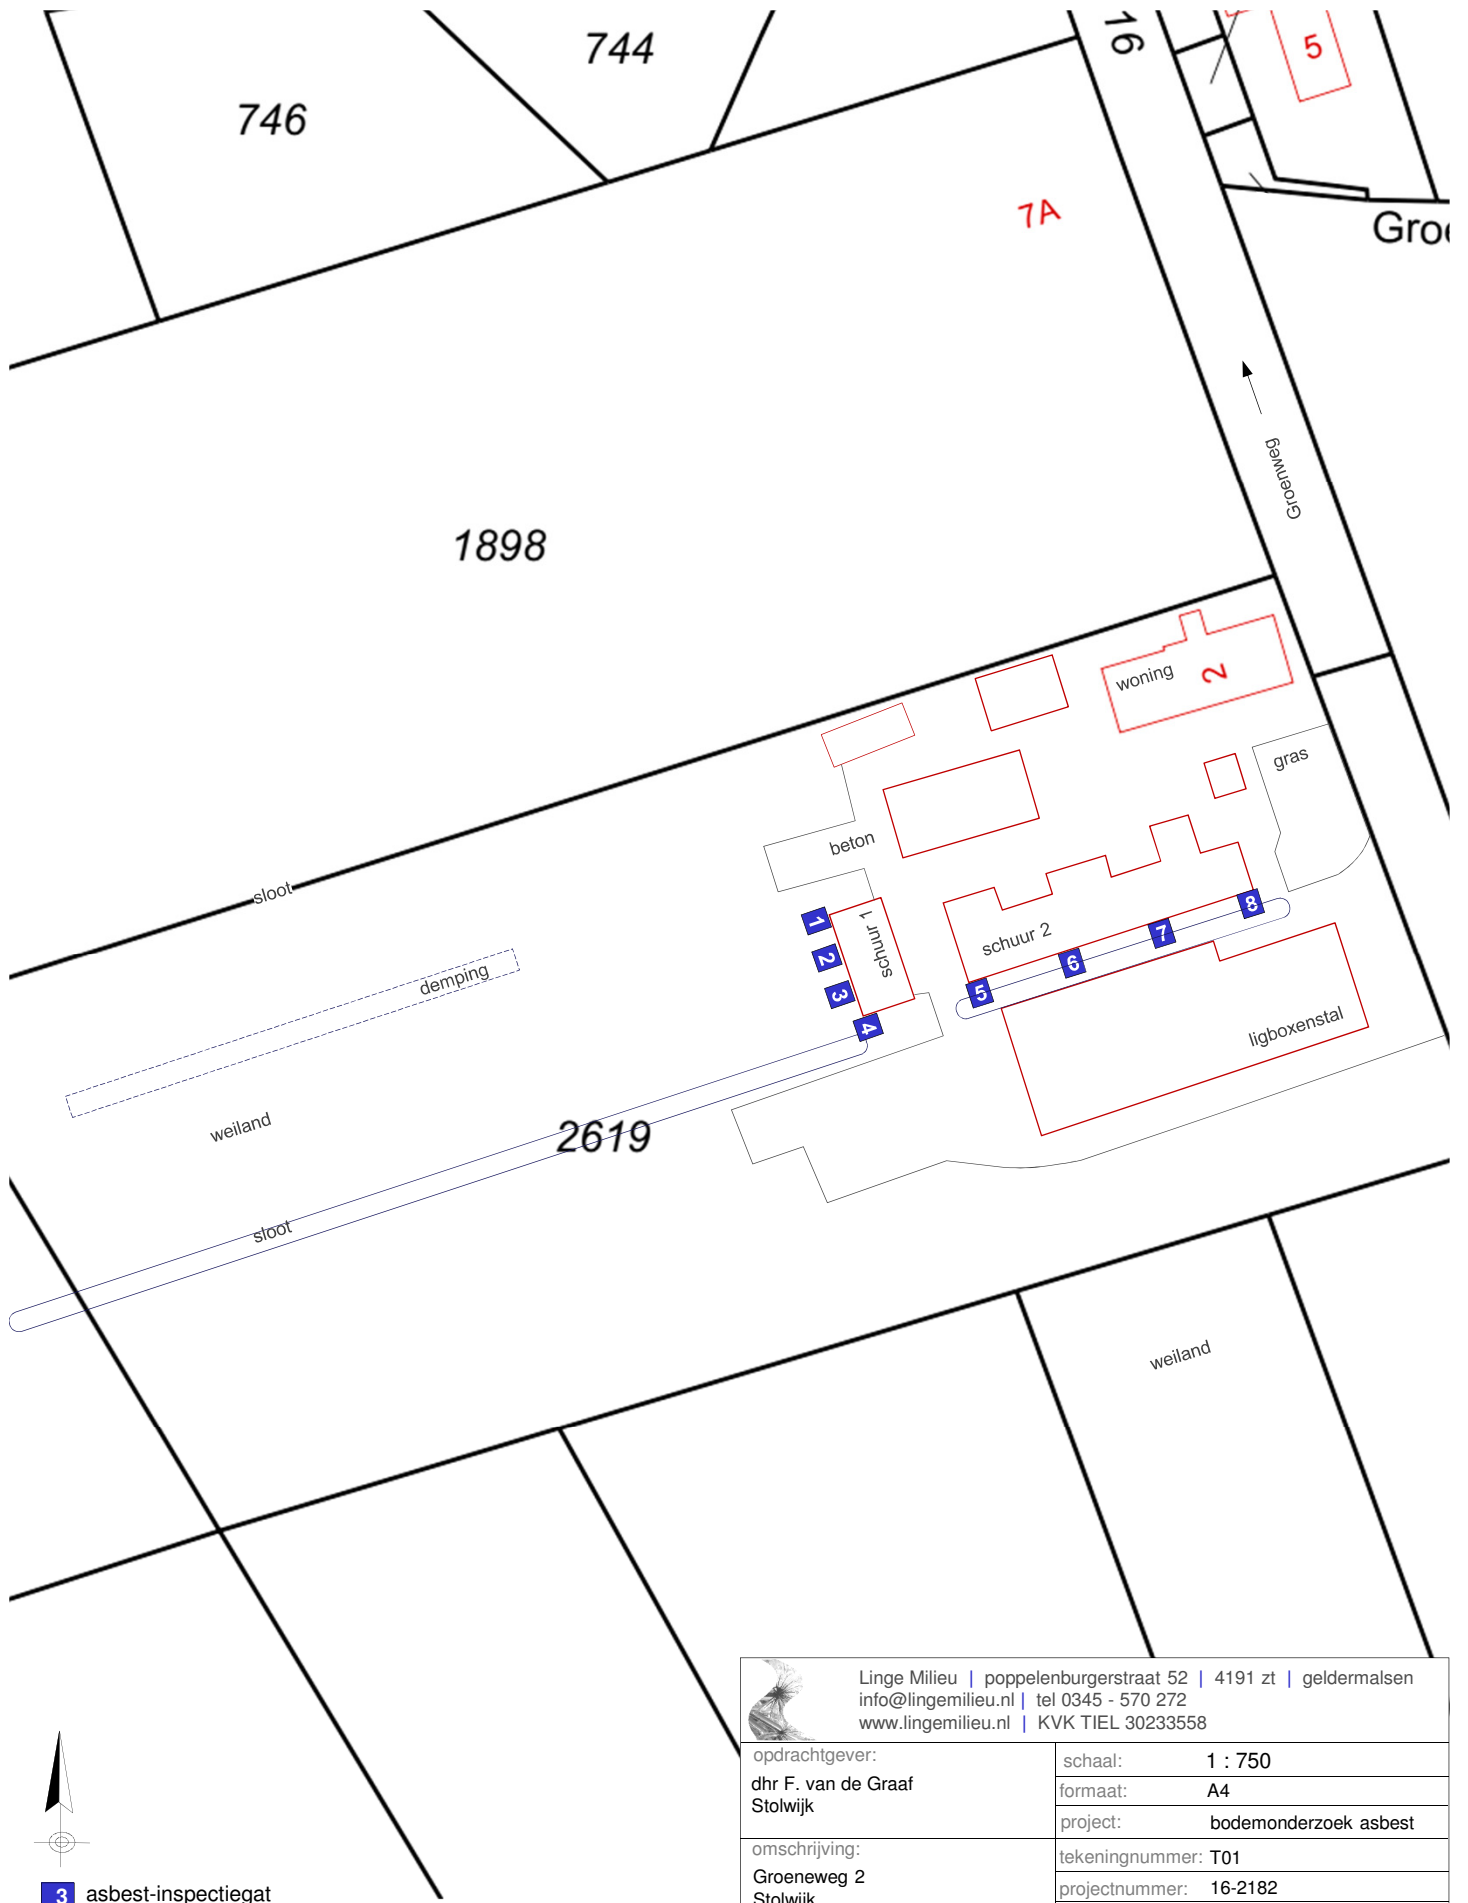 16
5
744
746
7A
Groe
Groenweg
1898
woning
2
gras
beton
sloot
schuur 1
1
2
3
4
schuur 2
5
6
7
8
demping
ligboxenstal
weiland
2619
sloot
weiland
Linge Milieu | poppelenburgerstraat 52 | 4191 zt | geldermalsen
info@lingemilieu.nl | tel 0345 - 570 272
www.lingemilieu.nl | KVK TIEL 30233558
opdrachtgever:
dhr F. van de Graaf
Stolwijk
schaal: 1 : 750
formaat: A4
project: bodemonderzoek asbest
omschrijving:
Groeneweg 2
Stolwijk
tekeningnummer: T01
projectnummer: 16-2182
3 asbest-inspectiegat